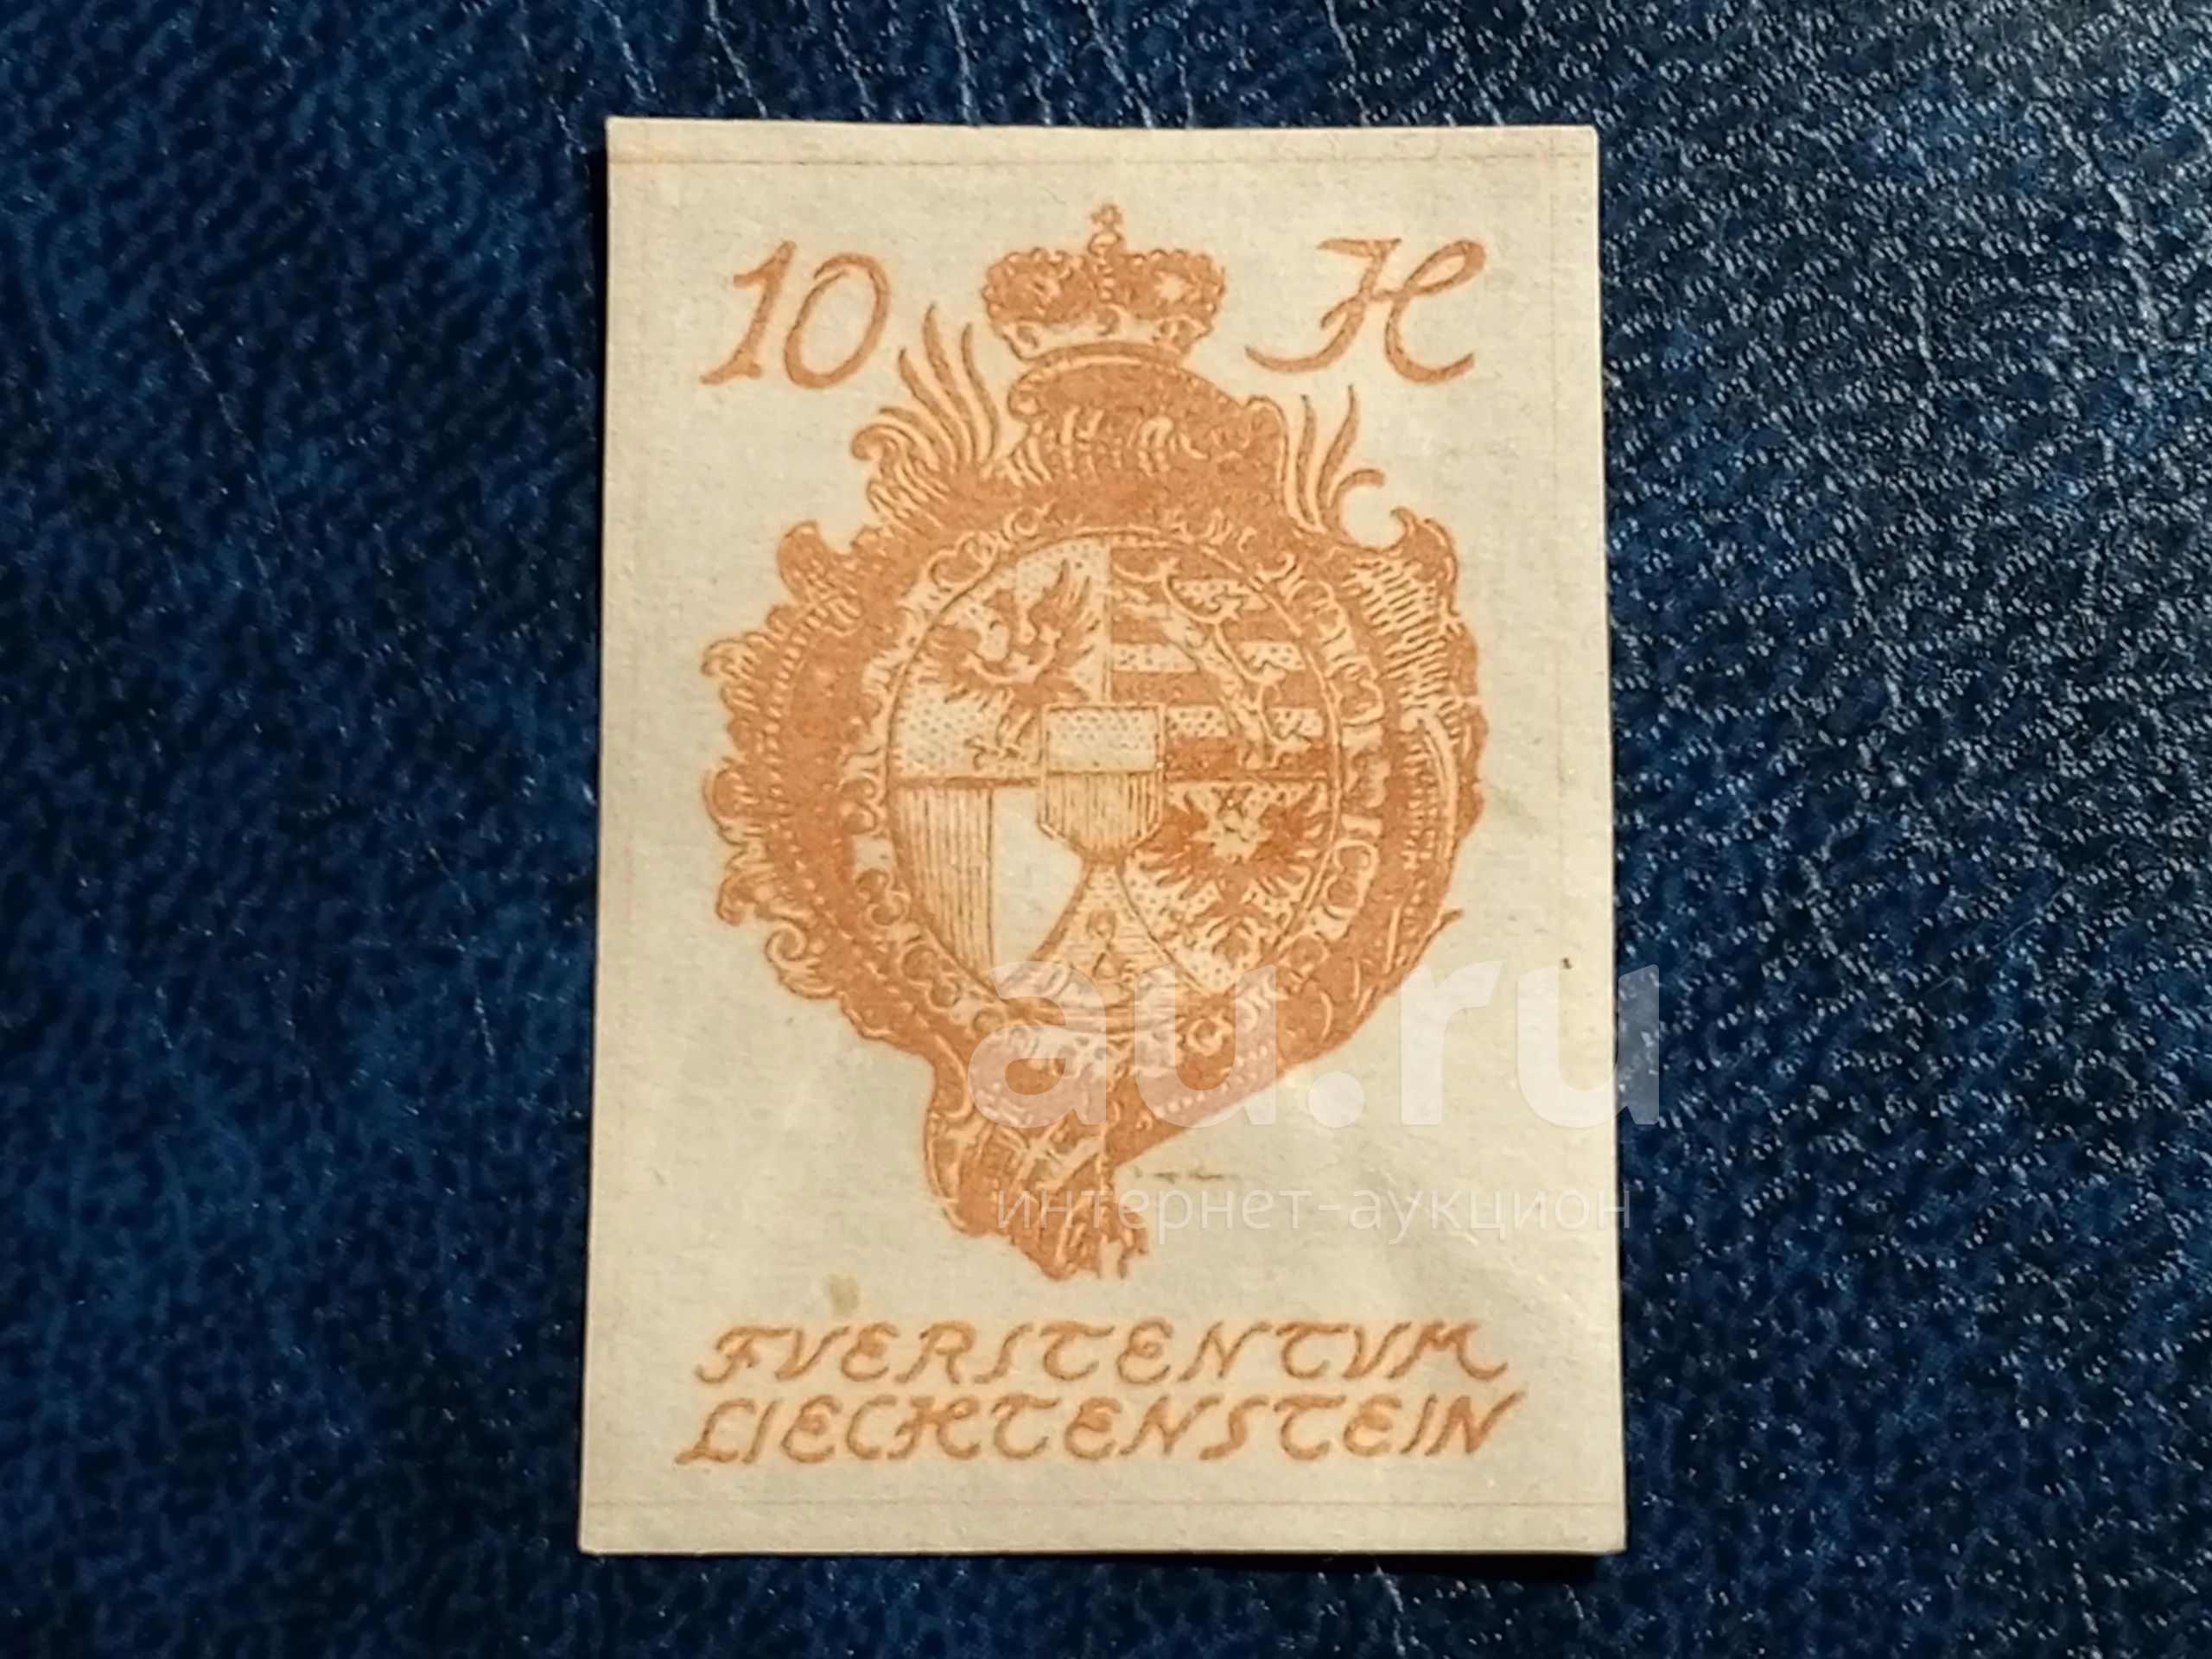 10 H
au.ru
интернет-аукцион
FVERSTENTVM
LIECHTENSTEIN